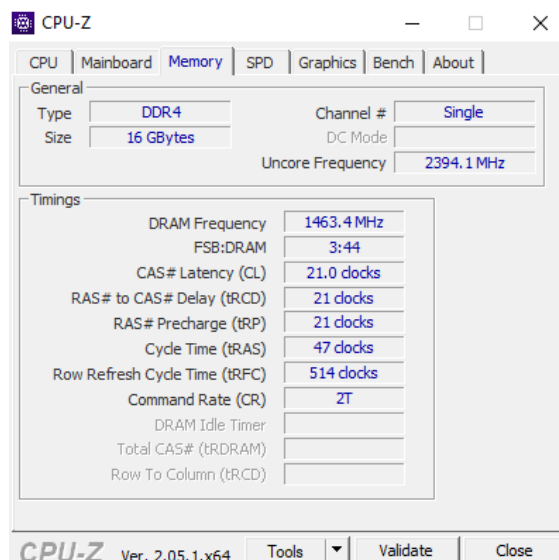 CPU-Z
CPU Mainboard Memory SPD Graphics Bench About
General
Type DDR4 Channel # Single
Size 16 GBytes DC Mode
Uncore Frequency 2394.1 MHz
Timings
DRAM Frequency 1463.4 MHz
FSB:DRAM 3:44
CAS# Latency (CL) 21.0 clocks
RAS# to CAS# Delay (tRCD) 21 clocks
RAS# Precharge (tRP) 21 clocks
Cycle Time (tRAS) 47 clocks
Row Refresh Cycle Time (tRFC) 514 clocks
Command Rate (CR) 2T
DRAM Idle Timer
Total CAS# (tRDRAM)
Row To Column (tRCD)
CPU-Z Ver. 2.05.1.x64 Tools Validate Close